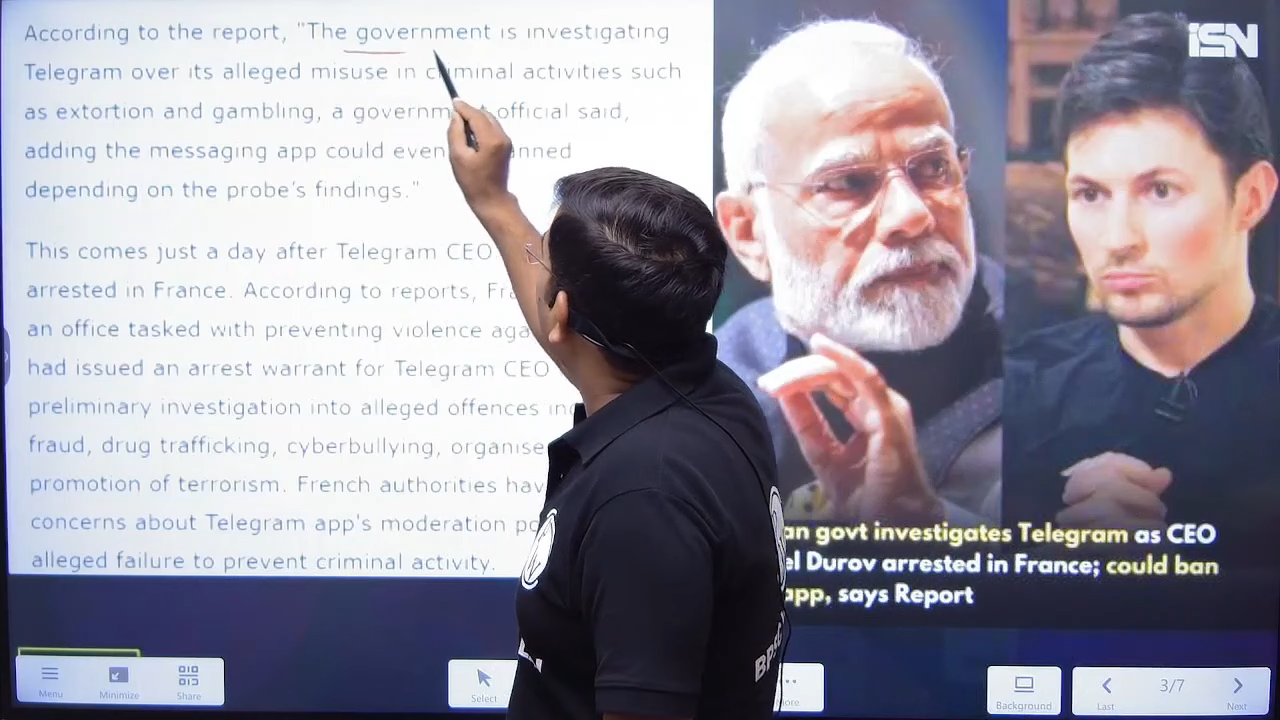 According to the report, "The government is investigating
Telegram over its alleged misuse in criminal activities such
as extortion and gambling, a government official said,
adding the messaging app could even
depending on the probe's findings."
This comes just a day after Telegram CEO
arrested in France. According to reports,
an office tasked with preventing violence
had issued an arrest warrant for Telegram CEO
preliminary investigation into alleged offences
fraud, drug trafficking, cyberbullying,
promotion of terrorism. French authorities
concerns about Telegram app's moderation
alleged failure to prevent criminal activity.
iSN
govt investigates Telegram as CEO
Durov arrested in France; could ban
app, says Report
Menu
Minimize
Share
Select
Background
Last
3/7
Next